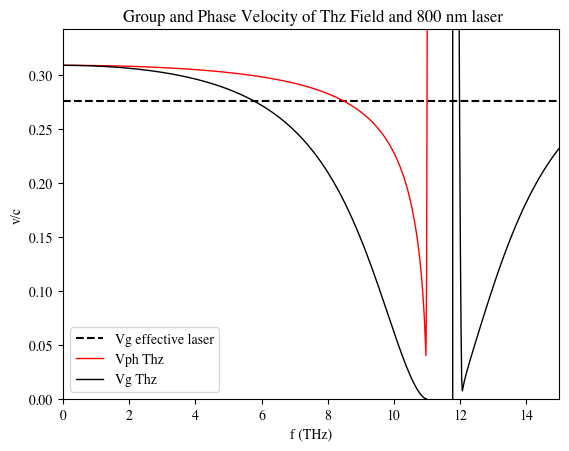 Group and Phase Velocity of Thz Field and 800 nm laser
0.30
0.25
0.20
0.15
0.10
0.05
0.00
v/c
Vg effective laser
Vph Thz
Vg Thz
0 2 4 6 8 10 12 14
f (THz)